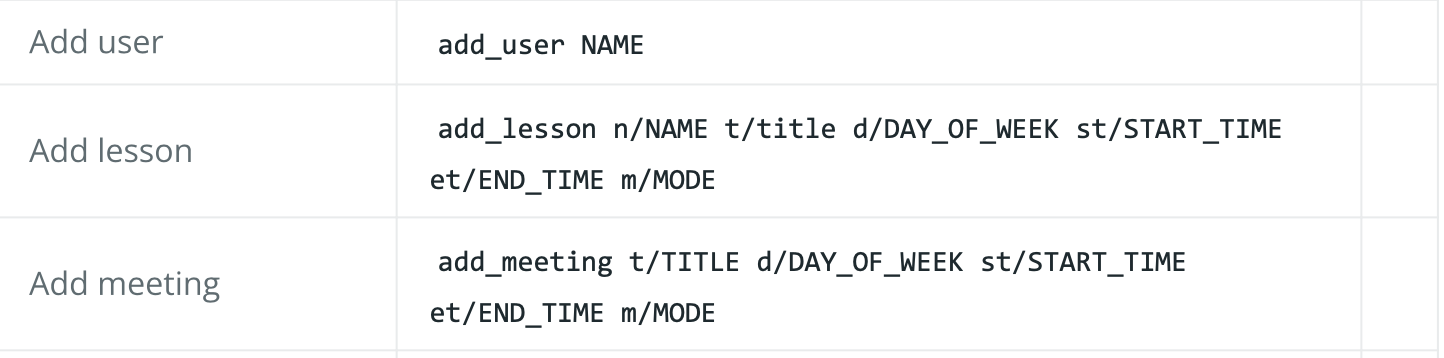 Add user
add_user NAME
Add lesson
add_lesson n/NAME t/title d/DAY_OF_WEEK st/START_TIME
et/END_TIME m/MODE
Add meeting
add_meeting t/TITLE d/DAY_OF_WEEK st/START_TIME
et/END_TIME m/MODE